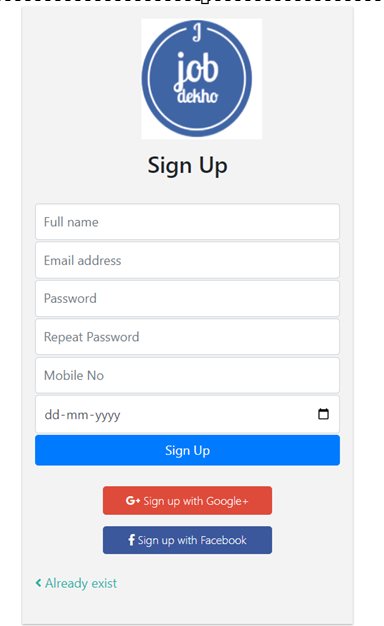 J
job
dekho
Sign Up
Full name
Email address
Password
Repeat Password
Mobile No
dd-mm-yyyy
Sign Up
G+ Sign up with Google+
f Sign up with Facebook
Already exist